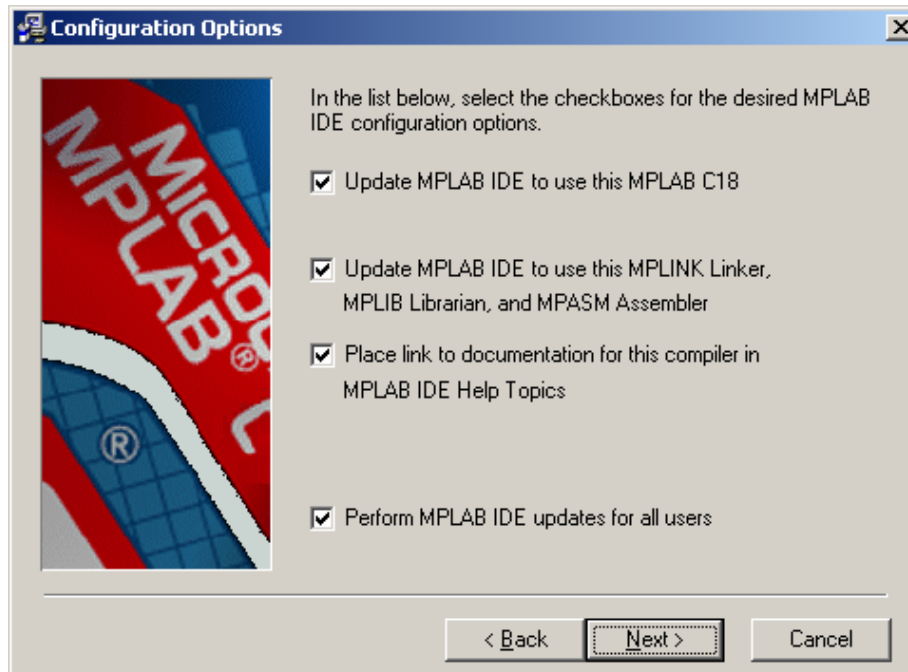 Configuration Options
MICROC
MPLAB®
C
®
In the list below, select the checkboxes for the desired MPLAB
IDE configuration options.
Update MPLAB IDE to use this MPLAB C18
Update MPLAB IDE to use this MPLINK Linker,
MPLIB Librarian, and MPASM Assembler
Place link to documentation for this compiler in
MPLAB IDE Help Topics
Perform MPLAB IDE updates for all users
< Back
Next >
Cancel